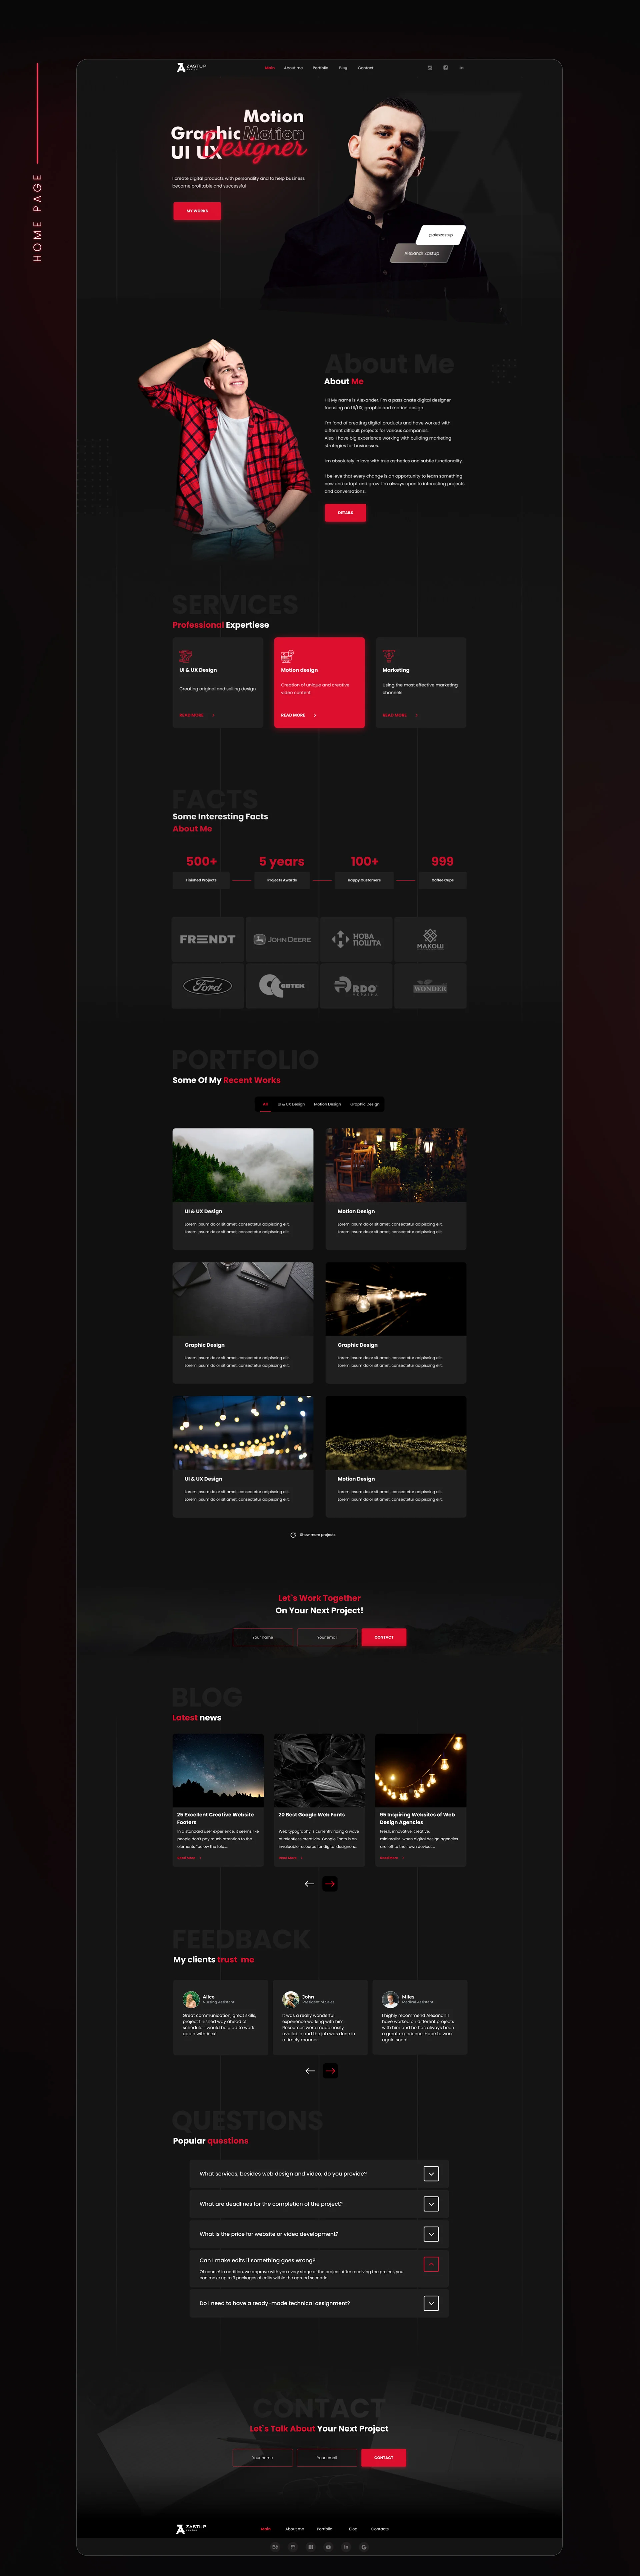 HOME PAGE
ZASTUP
Main About me Portfolio Blog Contact
Motion
Graphic Motion
UI UX Designer
I create digital products with personality and to help business
become profitable and successful
MY WORKS
@alexzastup
Alexandr Zastup
About Me
About Me
Hi! My name is Alexander. I'm a passionate digital designer
focusing on UI/UX, graphic and motion design.
I'm fond of creating digital products and have worked with
different difficult projects for various companies.
Also, I have big experience working with building marketing
strategies for businesses.
I'm absolutely in love with true asthetics and subtle functionality.
I believe that every change is an opportunity to learn something
new and adapt and grow. I'm always open to interesting projects
and conversations.
DETAILS
SERVICES
Professional Expertiese
UI & UX Design
Creating original and selling design
READ MORE
Motion design
Creation of unique and creative
video content
READ MORE
Marketing
Using the most effective marketing
channels
READ MORE
FACTS
Some Interesting Facts
About Me
500+ 5 years 100+ 999
Finished Projects Projects Awards Happy Customers Coffee Cups
FRENDT JOHN DEERE НОВА ПОШТА МАКОШ
Ford RDO WONDER
PORTFOLIO
Some Of My Recent Works
All UI & UX Design Motion Design Graphic Design
UI & UX Design
Lorem ipsum dolor sit amet, consectetur adipiscing elit.
Lorem ipsum dolor sit amet, consectetur adipiscing elit.
Motion Design
Lorem ipsum dolor sit amet, consectetur adipiscing elit.
Lorem ipsum dolor sit amet, consectetur adipiscing elit.
Graphic Design
Lorem ipsum dolor sit amet, consectetur adipiscing elit.
Lorem ipsum dolor sit amet, consectetur adipiscing elit.
Graphic Design
Lorem ipsum dolor sit amet, consectetur adipiscing elit.
Lorem ipsum dolor sit amet, consectetur adipiscing elit.
UI & UX Design
Lorem ipsum dolor sit amet, consectetur adipiscing elit.
Lorem ipsum dolor sit amet, consectetur adipiscing elit.
Motion Design
Lorem ipsum dolor sit amet, consectetur adipiscing elit.
Lorem ipsum dolor sit amet, consectetur adipiscing elit.
Show more projects
Let`s Work Together
On Your Next Project!
Your name Your email CONTACT
BLOG
Latest news
25 Excellent Creative Website
Footers
In a standard user experience, it seems like
people don't pay much attention to the
elements "below the fold...
Read More
20 Best Google Web Fonts
Web typography is currently riding a wave
of relentless creativity. Google Fonts is an
invaluable resource for digital designers...
Read More
95 Inspiring Websites of Web
Design Agencies
Fresh, innovative, creative,
minimalist...when digital design agencies
are left to their own devices...
Read More
FEEDBACK
My clients trust me
Alice
Nursing Assistant
Great communication, great skills,
project finished way ahead of
schedule. I would be glad to work
again with Alex!
John
President of Sales
It was a really wonderful
experience working with him.
Resources were made easily
available and the job was done in
a timely manner.
Miles
Medical Assistant
I highly recommend Alexandr! I
have worked on different projects
with him and he has always been
a great experience. Hope to work
again soon!
QUESTIONS
Popular questions
What services, besides web design and video, do you provide?
What are deadlines for the completion of the project?
What is the price for website or video development?
Can I make edits if something goes wrong?
Of course! In addition, we approve with you every stage of the project. After receiving the project, you
can make up to 3 packages of edits within the agreed scenario.
Do I need to have a ready-made technical assignment?
CONTACT
Let`s Talk About Your Next Project
Your name Your email CONTACT
ZASTUP
Main About me Portfolio Blog Contacts